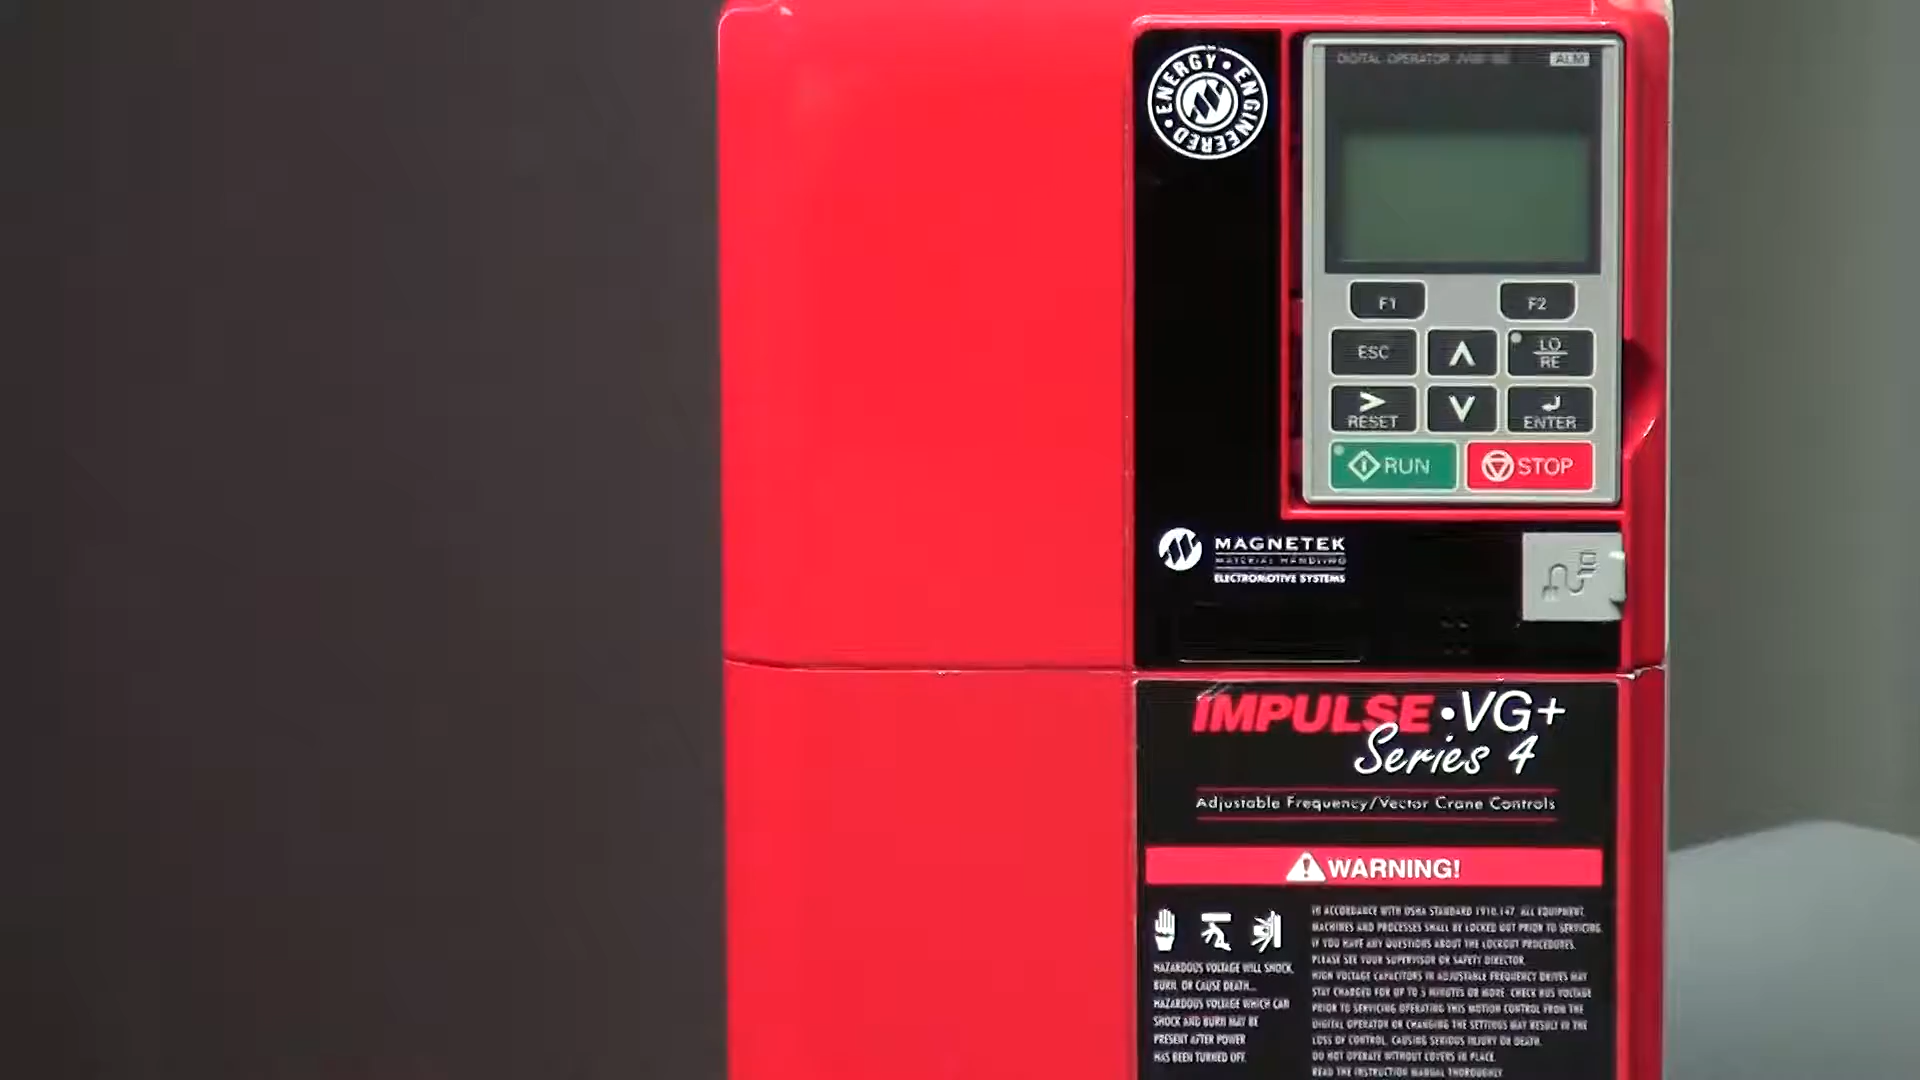 ENERGY • ENGINEERED •
DIGITAL OPERATOR
ALM
F1
F2
ESC
LO
RE
RESET
ENTER
RUN
STOP
MAGNETEK
MATERIAL HANDLING
ELECTROMOTIVE SYSTEMS
IMPULSE •VG+
Series 4
Adjustable Frequency/Vector Crane Controls
WARNING!
HAZARDOUS VOLTAGE WILL SHOCK,
BURN, OR CAUSE DEATH...
HAZARDOUS VOLTAGE WHICH CAN
SHOCK AND BURN MAY BE
PRESENT AFTER POWER
HAS BEEN TURNED OFF.
IN ACCORDANCE WITH OSHA STANDARD 1910.147, ALL EQUIPMENT,
MACHINES AND PROCESSES SHALL BE LOCKED OUT PRIOR TO SERVICING.
IF YOU HAVE ANY QUESTIONS ABOUT THE LOCKOUT PROCEDURES,
PLEASE SEE YOUR SUPERVISOR OR SAFETY DIRECTOR.
HIGH VOLTAGE CAPACITORS IN ADJUSTABLE FREQUENCY DRIVES MAY
STAY CHARGED FOR UP TO 5 MINUTES OR MORE. CHECK BUS VOLTAGE
PRIOR TO SERVICING OPERATING THIS MOTION CONTROL FROM THE
DIGITAL OPERATOR OR CHANGING THE SETTINGS MAY RESULT IN THE
LOSS OF CONTROL, CAUSING SERIOUS INJURY OR DEATH.
DO NOT OPERATE WITHOUT COVERS IN PLACE.
READ THE INSTRUCTION MANUAL THOROUGHLY